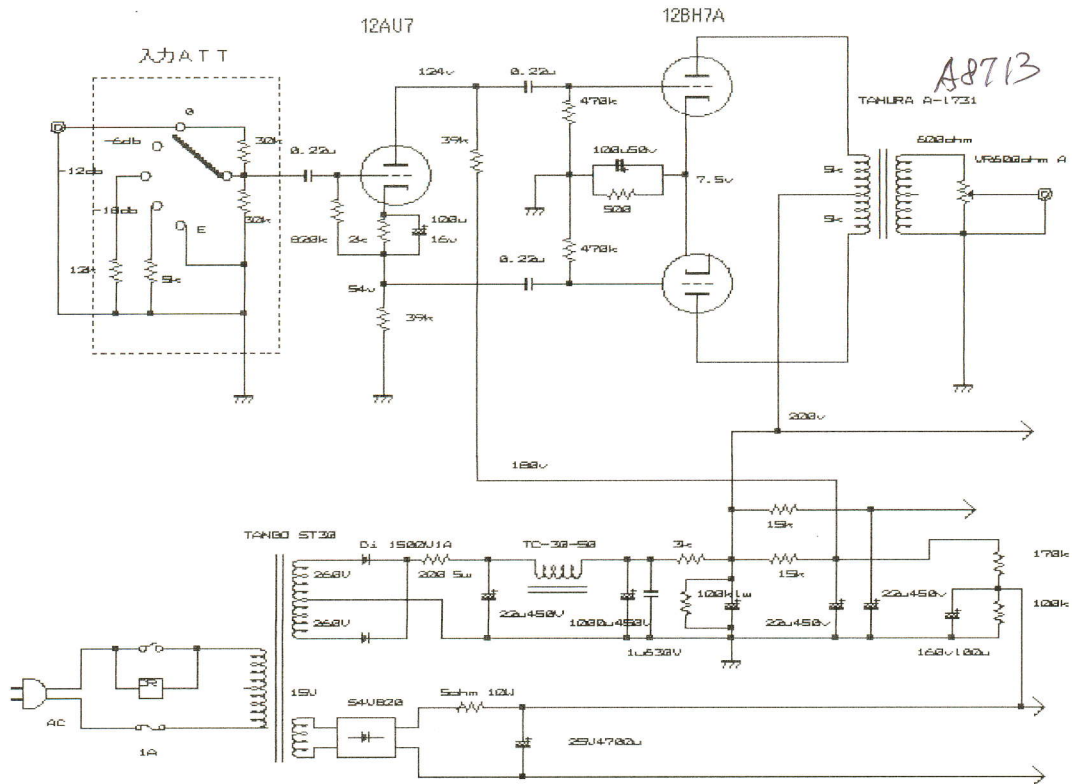 12AU7
12BH7A
入力ATT
A8713
TAMURA A-1731
124v
0.22u
0
-6db
30k
0.22u
39k
470k
600ohm
VR600ohm A
-12db
100u50v
7.5v
5k
-18db
30k
100u
16v
500
5k
E
820k
2k
470k
12k
5k
54v
0.22u
39k
200v
180v
15k
TANGO ST30
Di 1500V1A
TC-30-50
3k
170k
260V
200 5w
15k
100k1w
22u450v
100k
22u450V
1000u450V
22u450v
260V
1u630V
160v100u
CR
15V
S4VB20
5ohm 10W
AC
1A
25V4700u